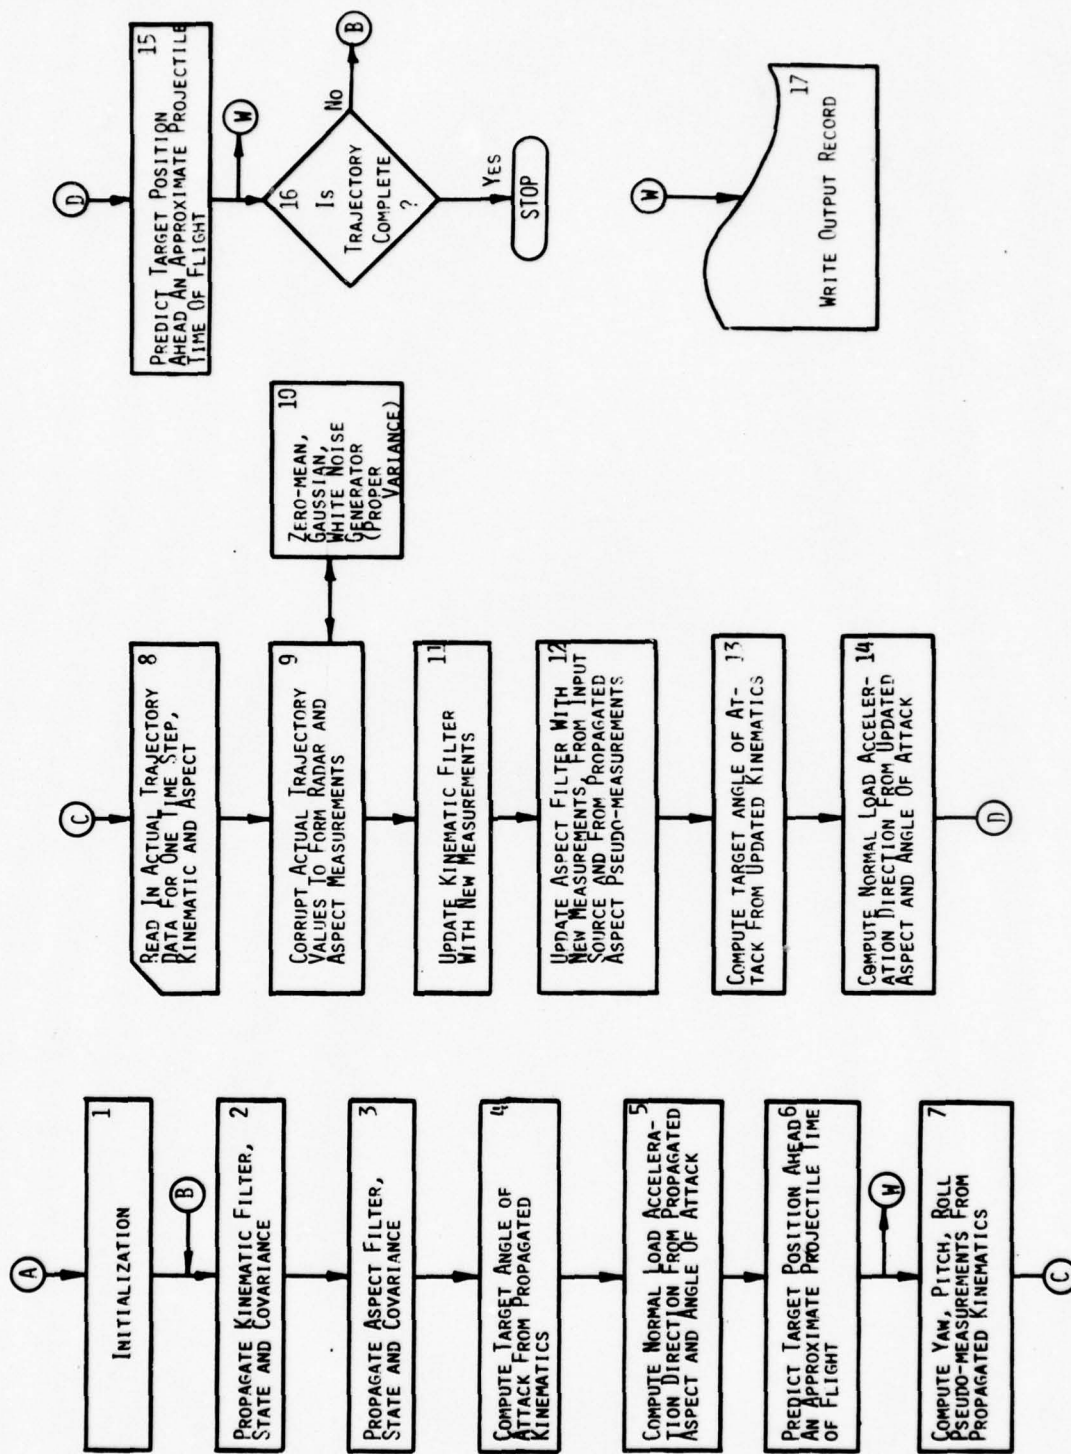 A
1
INITIALIZATION
B
2
PROPAGATE KINEMATIC FILTER,
STATE AND COVARIANCE
3
PROPAGATE ASPECT FILTER,
STATE AND COVARIANCE
4
COMPUTE TARGET ANGLE OF
ATTACK FROM PROPAGATED
KINEMATICS
5
COMPUTE NORMAL LOAD ACCELERA-
TION DIRECTION FROM PROPAGATED
ASPECT AND ANGLE OF ATTACK
6
PREDICT TARGET POSITION AHEAD
AN APPROXIMATE PROJECTILE TIME
OF FLIGHT
W
7
COMPUTE YAW, PITCH, ROLL
PSEUDO-MEASUREMENTS FROM
PROPAGATED KINEMATICS
C
C
8
READ IN ACTUAL TRAJECTORY
DATA FOR ONE TIME STEP,
KINEMATIC AND ASPECT
9
CORRUPT ACTUAL TRAJECTORY
VALUES TO FORM RADAR AND
ASPECT MEASUREMENTS
10
ZERO-MEAN,
GAUSSIAN,
WHITE NOISE
GENERATOR
(PROPER
VARIANCE)
11
UPDATE KINEMATIC FILTER
WITH NEW MEASUREMENTS
12
UPDATE ASPECT FILTER WITH
NEW MEASUREMENTS, FROM INPUT
SOURCE AND FROM PROPAGATED
ASPECT PSEUDO-MEASUREMENTS
13
COMPUTE TARGET ANGLE OF AT-
TACK FROM UPDATED KINEMATICS
14
COMPUTE NORMAL LOAD ACCELER-
ATION DIRECTION FROM UPDATED
ASPECT AND ANGLE OF ATTACK
D
D
15
PREDICT TARGET POSITION
AHEAD AN APPROXIMATE PROJECTILE
TIME OF FLIGHT
W
16
IS
TRAJECTORY
COMPLETE
?
NO
B
YES
STOP
W
17
WRITE OUTPUT RECORD